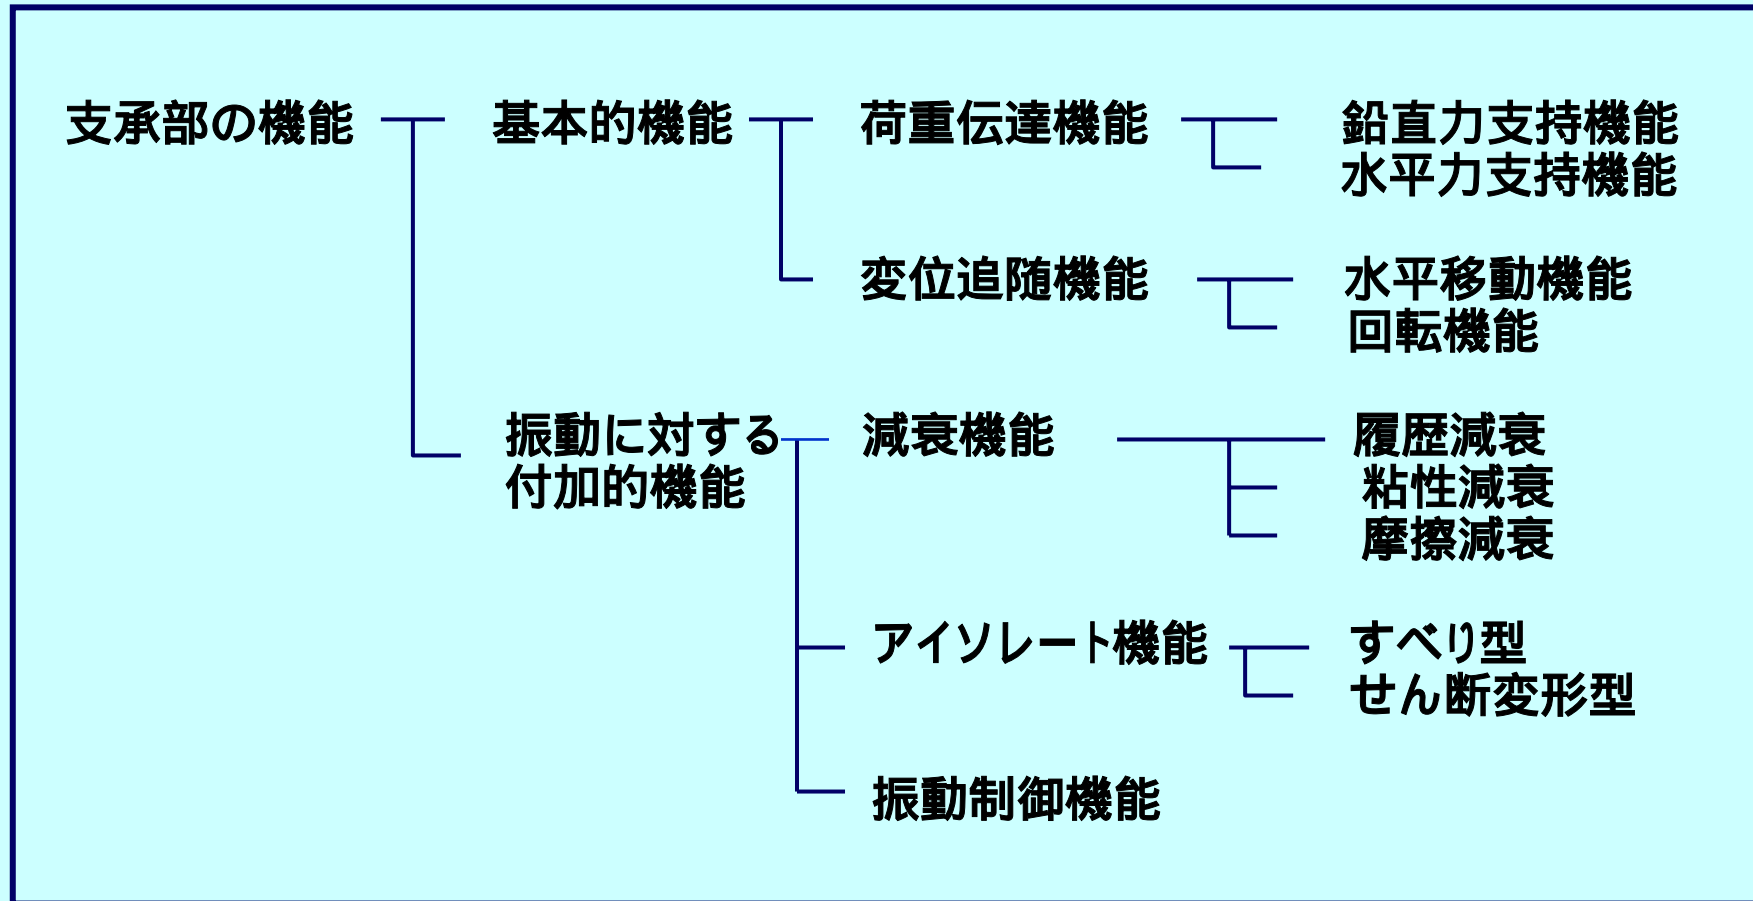 支承部の機能
基本的機能
荷重伝達機能
鉛直力支持機能
水平力支持機能
変位追随機能
水平移動機能
回転機能
振動に対する
付加的機能
減衰機能
履歴減衰
粘性減衰
摩擦減衰
アイソレート機能
すべり型
せん断変形型
振動制御機能